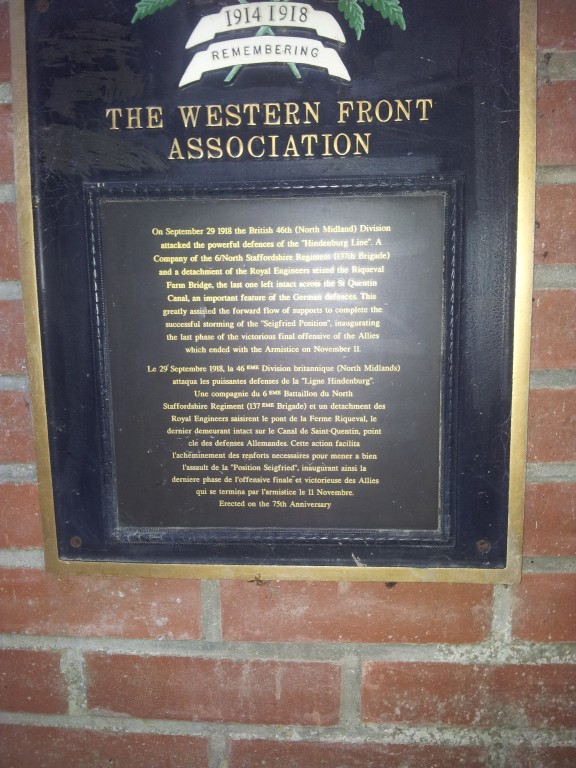 1914 1918
REMEMBERING
THE WESTERN FRONT
ASSOCIATION
On September 29 1918 the British 46th (North Midland) Division
attacked the powerful defences of the "Hindenburg Line". A
Company of the 6/North Staffordshire Regiment (137th Brigade)
and a detachment of the Royal Engineers seized the Riqueval
Farm Bridge, the last one left intact across the St Quentin
Canal, an important feature of the German defences. This
greatly assisted the forward flow of supports to complete the
successful storming of the "Seigfried Position", inaugurating
the last phase of the victorious final offensive of the Allies
which ended with the Armistice on November 11.
Le 29 Septembre 1918, la 46 EME Division britannique (North Midlands)
attaqua les puissantes defenses de la "Ligne Hindenburg".
Une compagnie du 6 EME Battaillon du North
Staffordshire Regiment (137 EME Brigade) et un detachment des
Royal Engineers saisirent le pont de la Ferme Riqueval, le
dernier demeurant intact sur le Canal de Saint-Quentin, point
cle des defenses Allemandes. Cette action facilita
l'acheminement des renforts necessaires pour mener a bien
l'assault de la "Position Seigfried", inaugurant ainsi la
derniere phase de l'offensive finale et victorieuse des Allies
qui se termina par l'armistice le 11 Novembre.
Erected on the 75th Anniversary